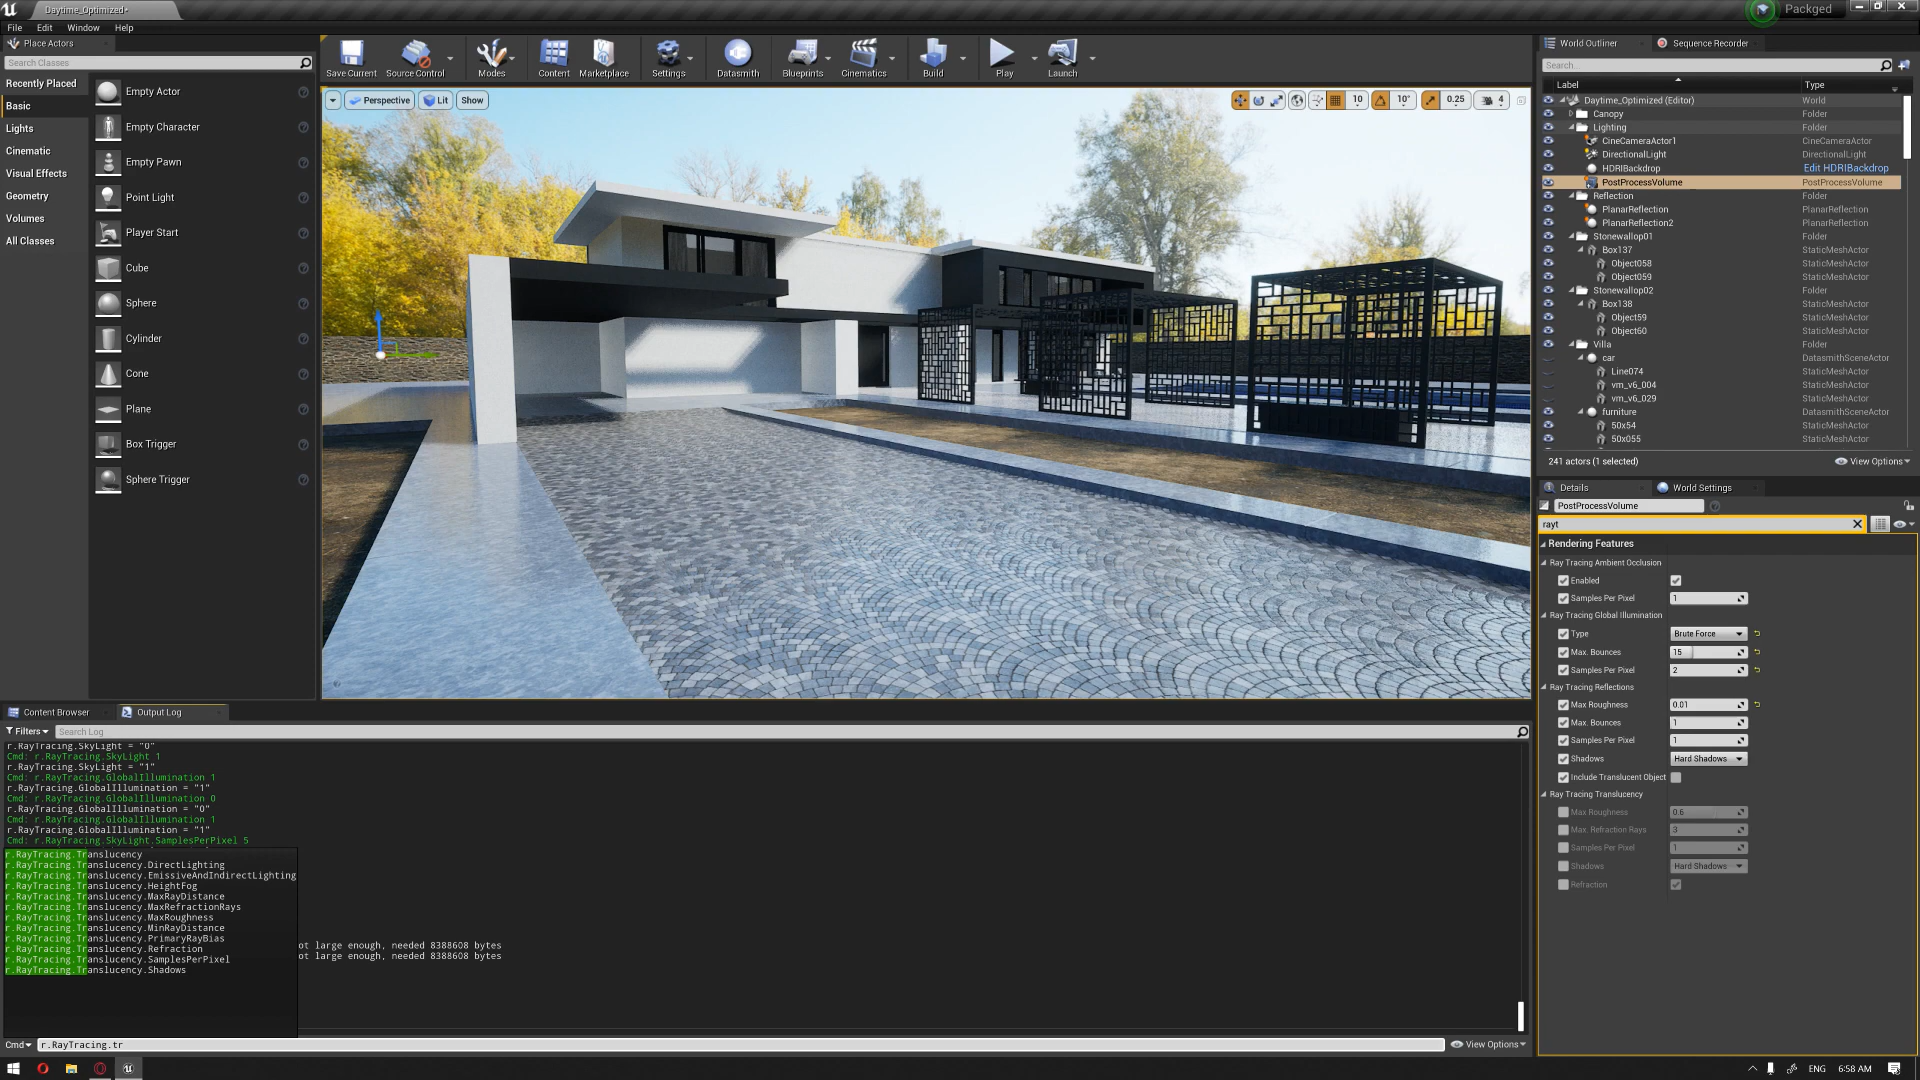 Daytime_Optimized*
Packged
File Edit Window Help
Place Actors
Search Classes
Recently Placed
Basic
Lights
Cinematic
Visual Effects
Geometry
Volumes
All Classes
Empty Actor
Empty Character
Empty Pawn
Point Light
Player Start
Cube
Sphere
Cylinder
Cone
Plane
Box Trigger
Sphere Trigger
Save Current Source Control Modes Content Marketplace Settings Datasmith Blueprints Cinematics Build Play Launch
Perspective Lit Show
10 10° 0.25 4
World Outliner Sequence Recorder
Search...
Label Type
Daytime_Optimized (Editor) World
Canopy Folder
Lighting Folder
CineCameraActor1 CineCameraActor
DirectionalLight DirectionalLight
HDRIBackdrop Edit HDRIBackdrop
PostProcessVolume PostProcessVolume
Reflection Folder
PlanarReflection PlanarReflection
PlanarReflection2 PlanarReflection
Stonewallop01 Folder
Box137 StaticMeshActor
Object058 StaticMeshActor
Object059 StaticMeshActor
Stonewallop02 Folder
Box138 StaticMeshActor
Object59 StaticMeshActor
Object60 StaticMeshActor
Villa Folder
car DatasmithSceneActor
Line074 StaticMeshActor
vm_v6_004 StaticMeshActor
vm_v6_029 StaticMeshActor
furniture DatasmithSceneActor
50x54 StaticMeshActor
50x055 StaticMeshActor
241 actors (1 selected) View Options
Details World Settings
PostProcessVolume
rayt
Rendering Features
Ray Tracing Ambient Occlusion
Enabled
Samples Per Pixel 1
Ray Tracing Global Illumination
Type Brute Force
Max. Bounces 15
Samples Per Pixel 2
Ray Tracing Reflections
Max Roughness 0.01
Max. Bounces 1
Samples Per Pixel 1
Shadows Hard Shadows
Include Translucent Object
Ray Tracing Translucency
Max Roughness 0.6
Max. Refraction Rays 3
Samples Per Pixel 1
Shadows Hard Shadows
Refraction
Content Browser Output Log
Filters Search Log
r.RayTracing.SkyLight = "0"
Cmd: r.RayTracing.SkyLight 1
r.RayTracing.SkyLight = "1"
Cmd: r.RayTracing.GlobalIllumination 1
r.RayTracing.GlobalIllumination = "1"
Cmd: r.RayTracing.GlobalIllumination 0
r.RayTracing.GlobalIllumination = "0"
Cmd: r.RayTracing.GlobalIllumination 1
r.RayTracing.GlobalIllumination = "1"
Cmd: r.RayTracing.SkyLight.SamplesPerPixel 5
r.RayTracing.Translucency
r.RayTracing.Translucency.DirectLighting
r.RayTracing.Translucency.EmissiveAndIndirectLighting
r.RayTracing.Translucency.HeightFog
r.RayTracing.Translucency.MaxRayDistance
r.RayTracing.Translucency.MaxRefractionRays
r.RayTracing.Translucency.MaxRoughness
r.RayTracing.Translucency.MinRayDistance
r.RayTracing.Translucency.PrimaryRayBias
r.RayTracing.Translucency.Refraction
r.RayTracing.Translucency.SamplesPerPixel
r.RayTracing.Translucency.Shadows
ot large enough, needed 8388608 bytes
ot large enough, needed 8388608 bytes
Cmd r.RayTracing.tr View Options
ENG 6:58 AM